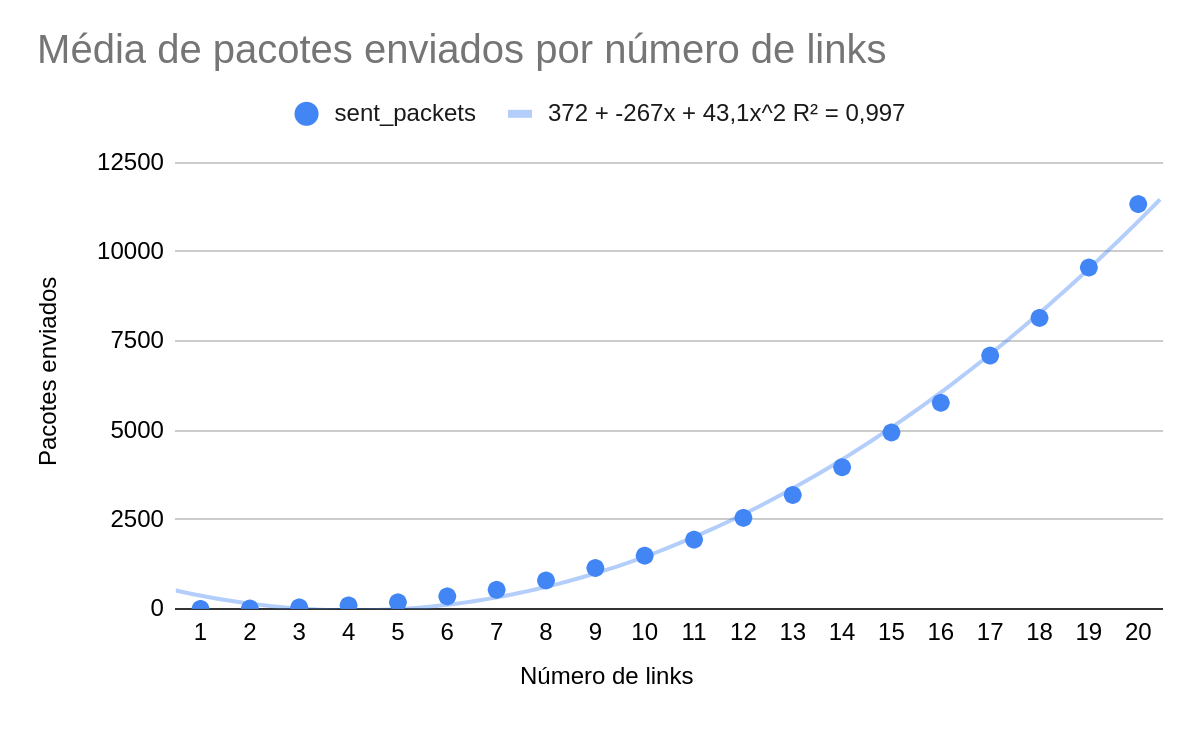 Média de pacotes enviados por número de links
sent_packets 372 + -267x + 43,1x^2 R² = 0,997
12500
10000
7500
5000
2500
0
Pacotes enviados
1 2 3 4 5 6 7 8 9 10 11 12 13 14 15 16 17 18 19 20
Número de links